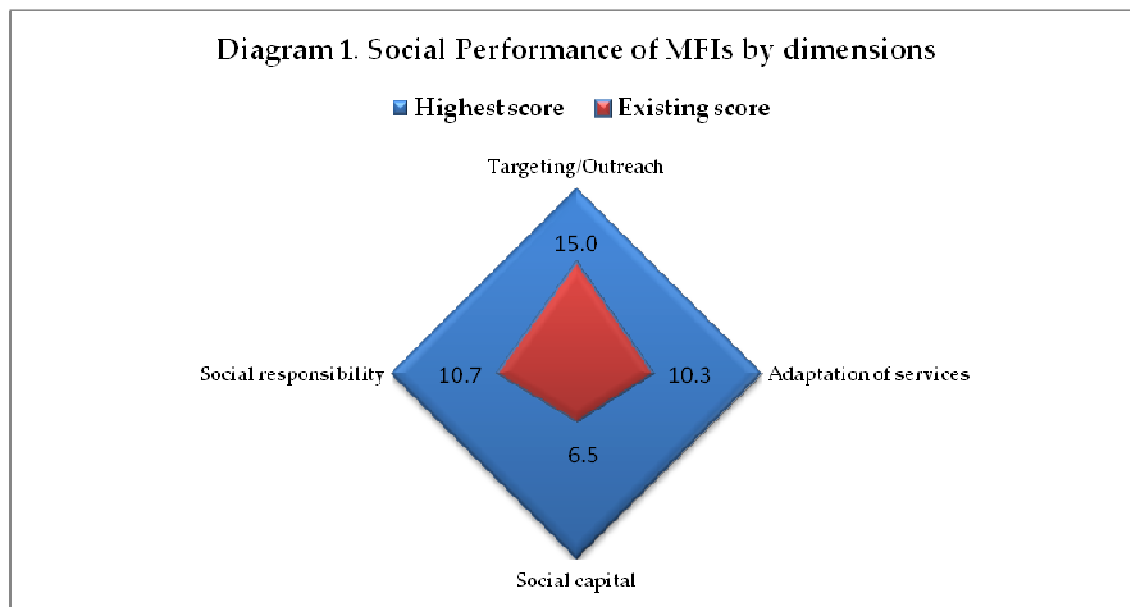 Diagram 1. Social Performance of MFIs by dimensions
Highest score Existing score
Targeting/Outreach
15.0
Social responsibility 10.7 10.3 Adaptation of services
6.5
Social capital